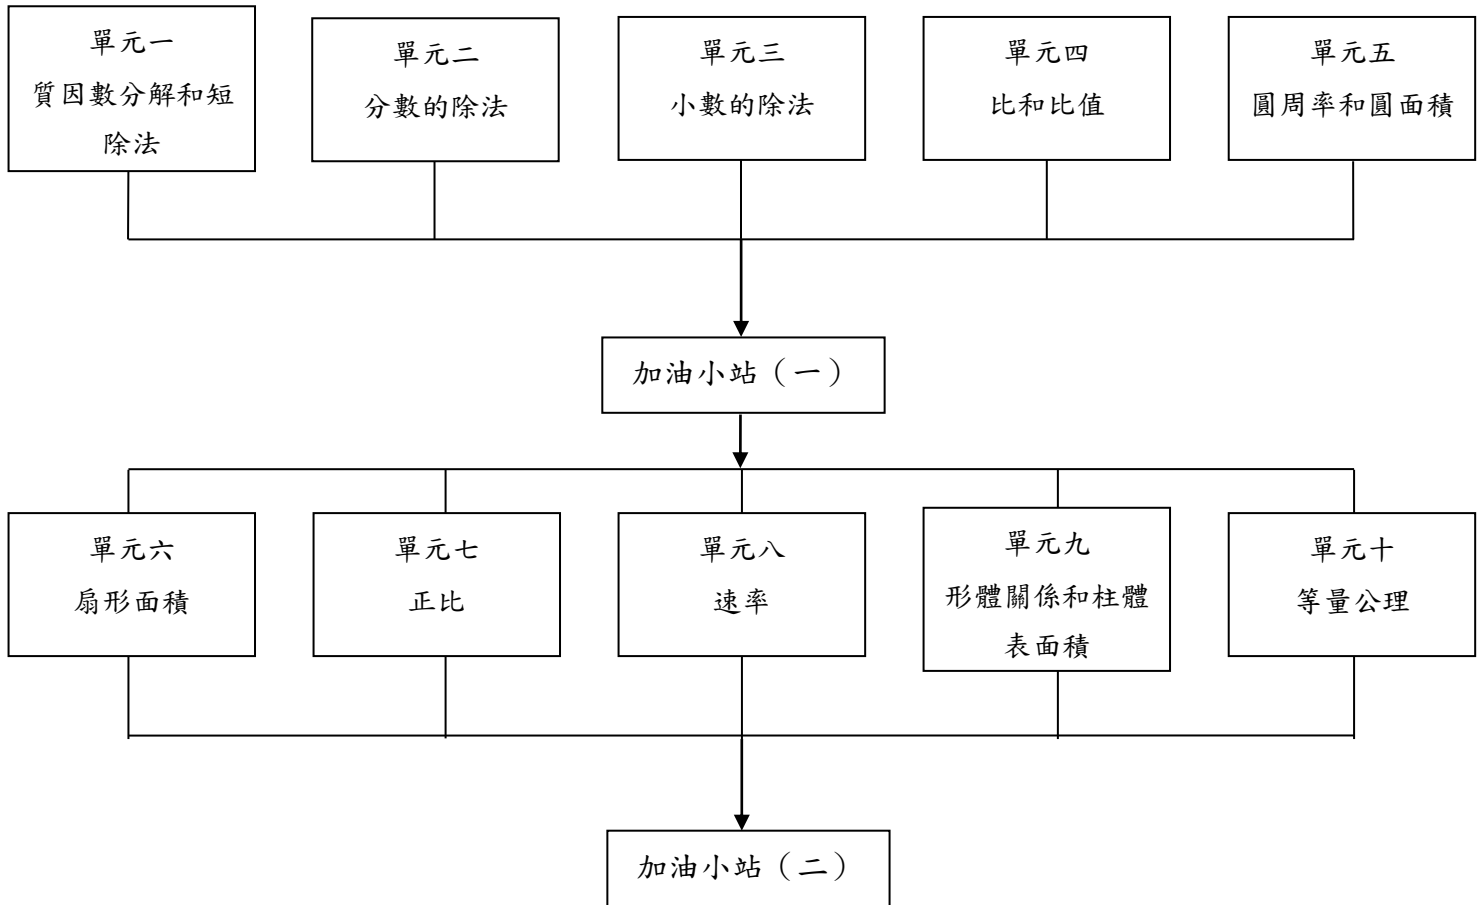 單元一
質因數分解和短
除法
單元二
分數的除法
單元三
小數的除法
單元四
比和比值
單元五
圓周率和圓面積
加油小站（一）
單元六
扇形面積
單元七
正比
單元八
速率
單元九
形體關係和柱體
表面積
單元十
等量公理
加油小站（二）